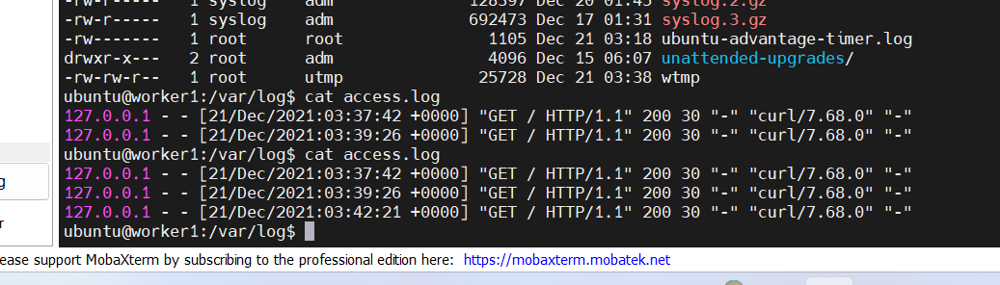 -rw-r----- 1 syslog adm 128597 Dec 20 01:45 syslog.2.gz
-rw-r----- 1 syslog adm 692473 Dec 17 01:31 syslog.3.gz
-rw------- 1 root root 1105 Dec 21 03:18 ubuntu-advantage-timer.log
drwxr-x--- 2 root adm 4096 Dec 15 06:07 unattended-upgrades/
-rw-rw-r-- 1 root utmp 25728 Dec 21 03:38 wtmp
ubuntu@worker1:/var/log$ cat access.log
127.0.0.1 - - [21/Dec/2021:03:37:42 +0000] "GET / HTTP/1.1" 200 30 "-" "curl/7.68.0" "-"
127.0.0.1 - - [21/Dec/2021:03:39:26 +0000] "GET / HTTP/1.1" 200 30 "-" "curl/7.68.0" "-"
ubuntu@worker1:/var/log$ cat access.log
127.0.0.1 - - [21/Dec/2021:03:37:42 +0000] "GET / HTTP/1.1" 200 30 "-" "curl/7.68.0" "-"
127.0.0.1 - - [21/Dec/2021:03:39:26 +0000] "GET / HTTP/1.1" 200 30 "-" "curl/7.68.0" "-"
g
127.0.0.1 - - [21/Dec/2021:03:42:21 +0000] "GET / HTTP/1.1" 200 30 "-" "curl/7.68.0" "-"
r
ubuntu@worker1:/var/log$
ease support MobaXterm by subscribing to the professional edition here: https://mobaxterm.mobatek.net